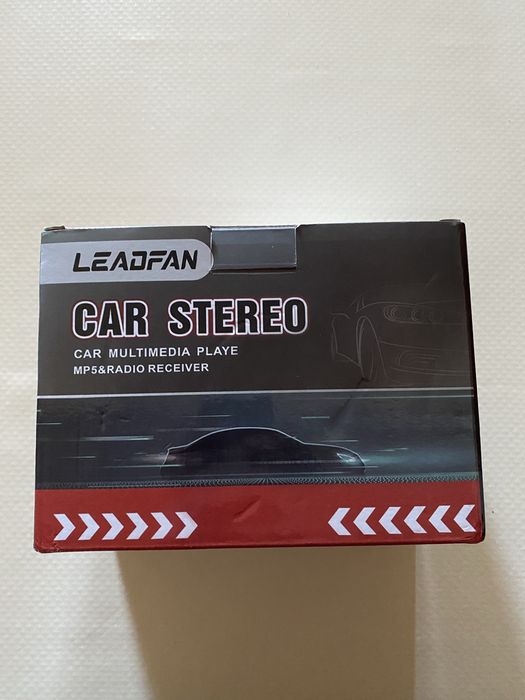 LEADFAN
CAR STEREO
CAR MULTIMEDIA PLAYE
MP5&RADIO RECEIVER